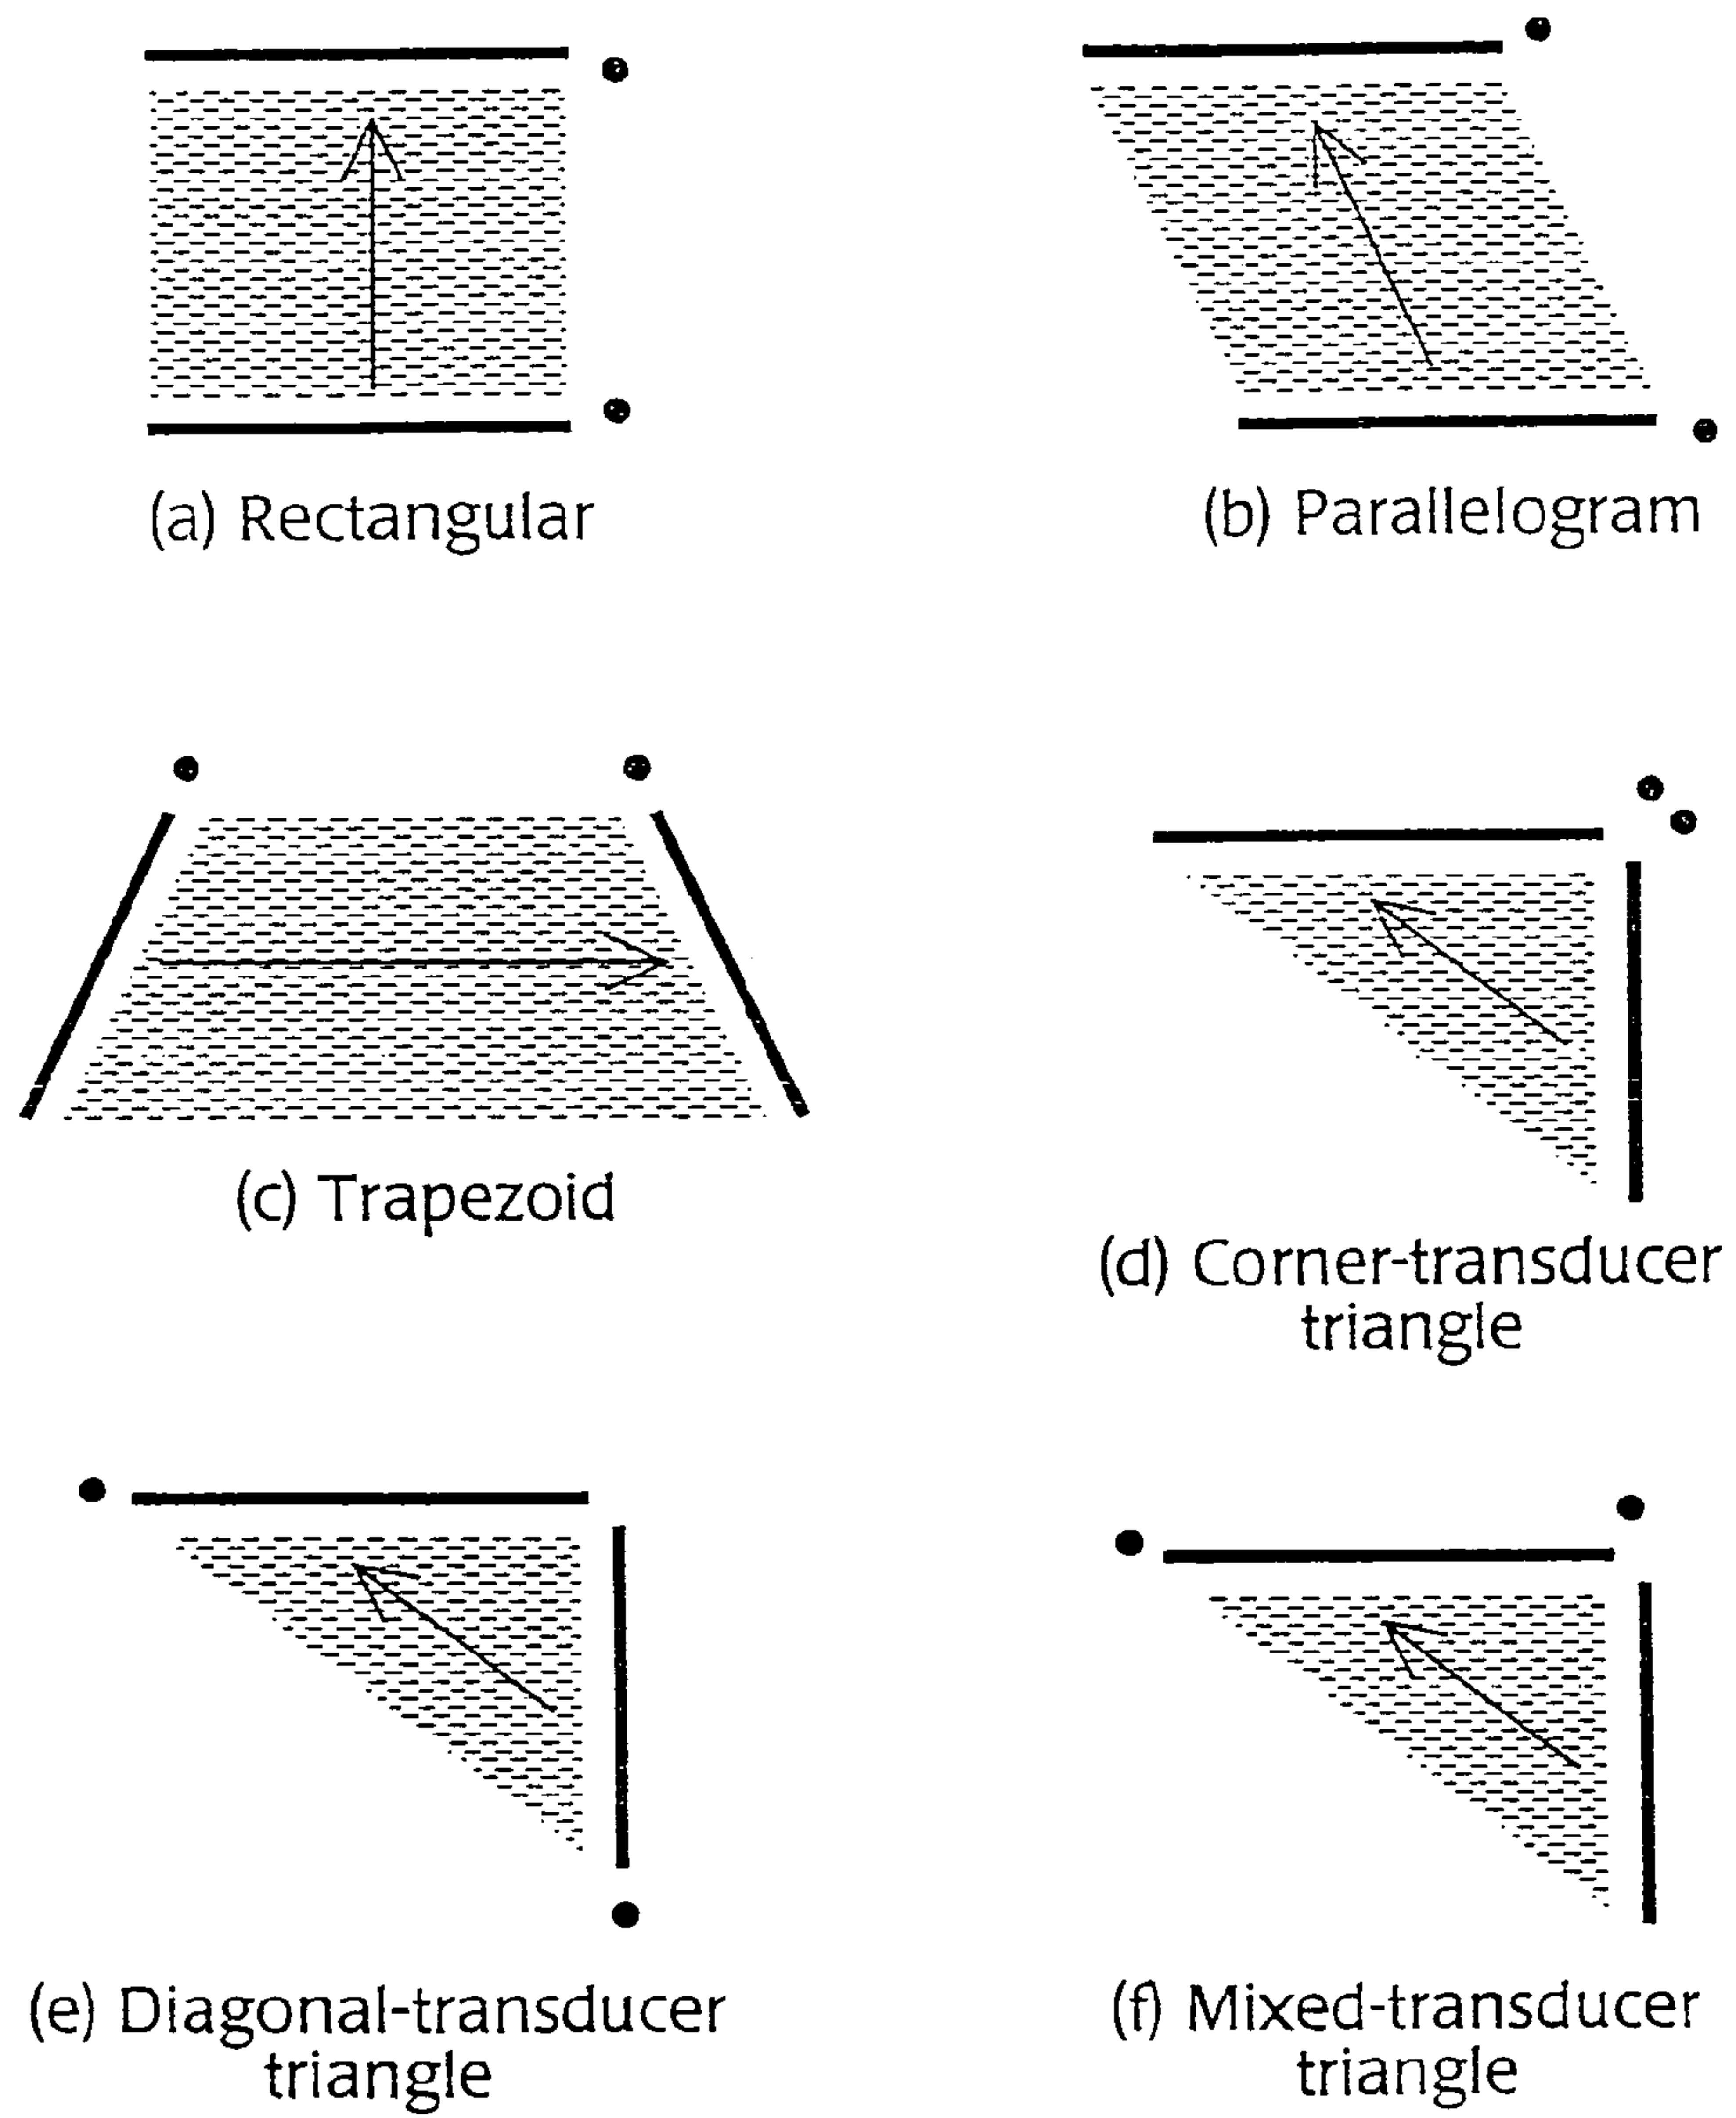 (a) Rectangular
(b) Parallelogram
(c) Trapezoid
(d) Corner-transducer
triangle
(e) Diagonal-transducer
triangle
(f) Mixed-transducer
triangle